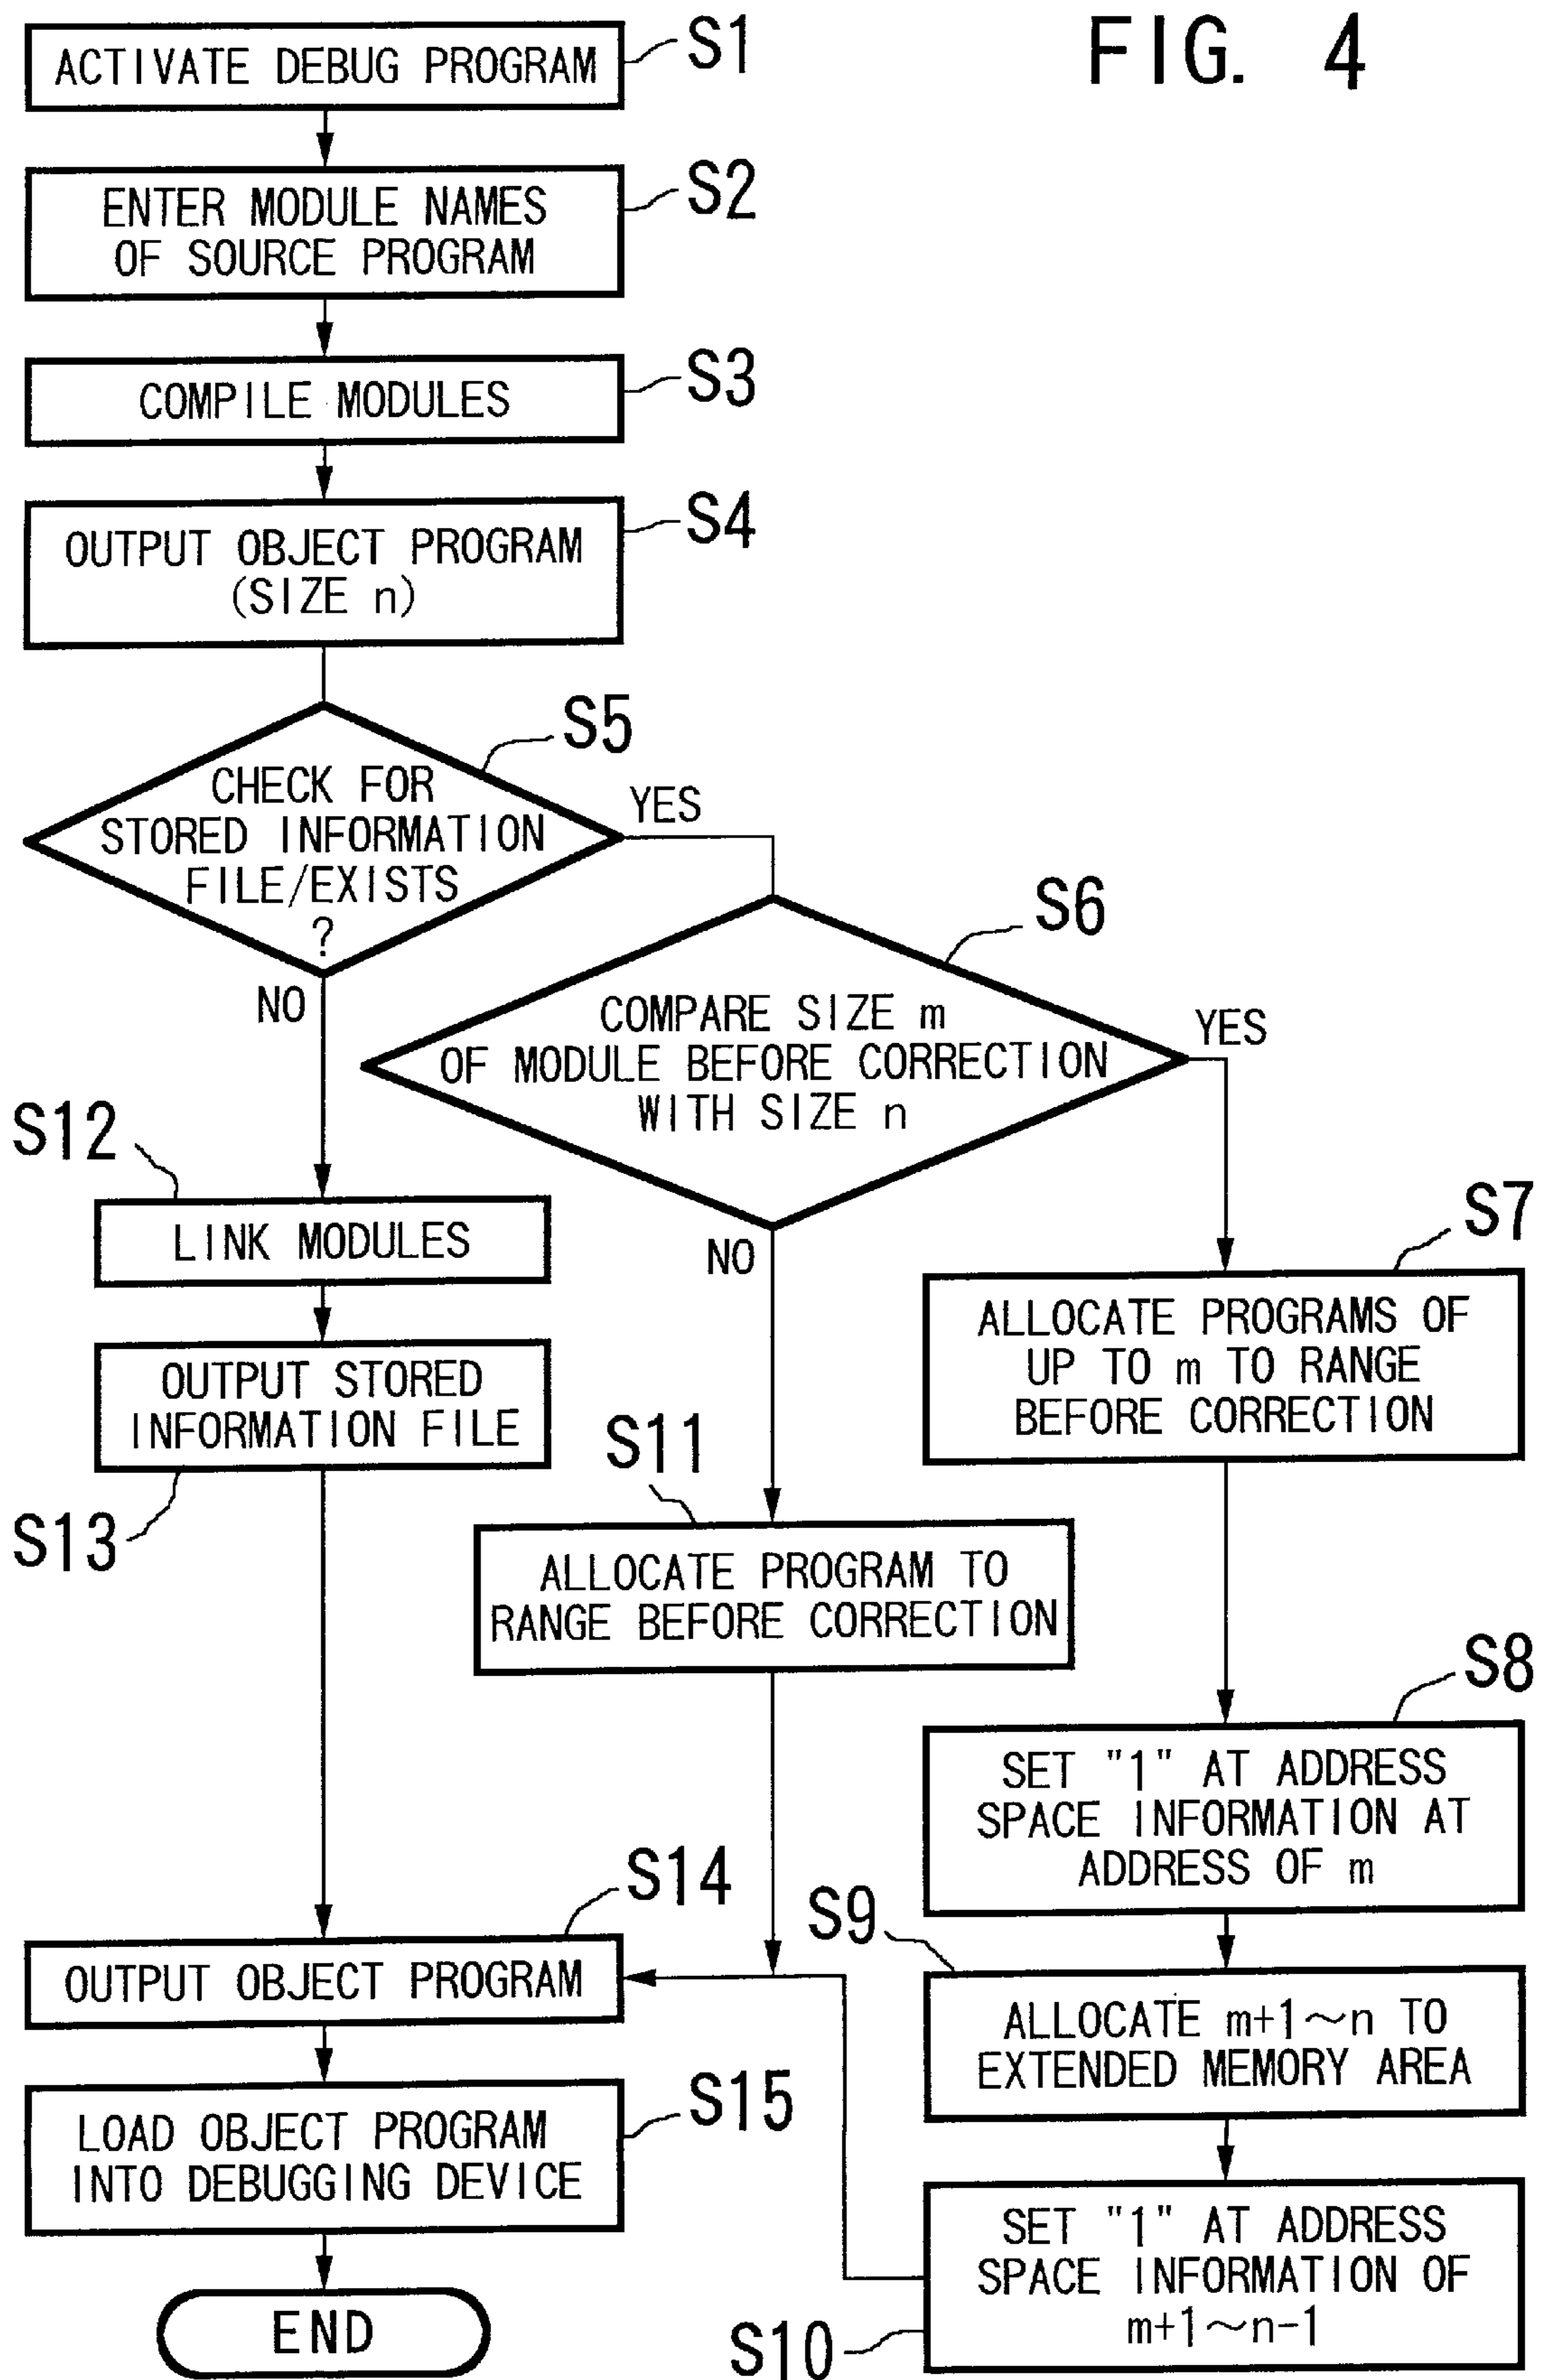 FIG. 4
S1
ACTIVATE DEBUG PROGRAM
S2
ENTER MODULE NAMES
OF SOURCE PROGRAM
S3
COMPILE MODULES
S4
OUTPUT OBJECT PROGRAM
(SIZE n)
S5
CHECK FOR
STORED INFORMATION
FILE/EXISTS
?
YES
NO
S6
COMPARE SIZE m
OF MODULE BEFORE CORRECTION
WITH SIZE n
YES
NO
S12
LINK MODULES
OUTPUT STORED
INFORMATION FILE
S13
S11
ALLOCATE PROGRAM TO
RANGE BEFORE CORRECTION
S7
ALLOCATE PROGRAMS OF
UP TO m TO RANGE
BEFORE CORRECTION
S8
SET "1" AT ADDRESS
SPACE INFORMATION AT
ADDRESS OF m
S9
ALLOCATE m+1~n TO
EXTENDED MEMORY AREA
SET "1" AT ADDRESS
SPACE INFORMATION OF
m+1~n-1
S10
S14
OUTPUT OBJECT PROGRAM
S15
LOAD OBJECT PROGRAM
INTO DEBUGGING DEVICE
END